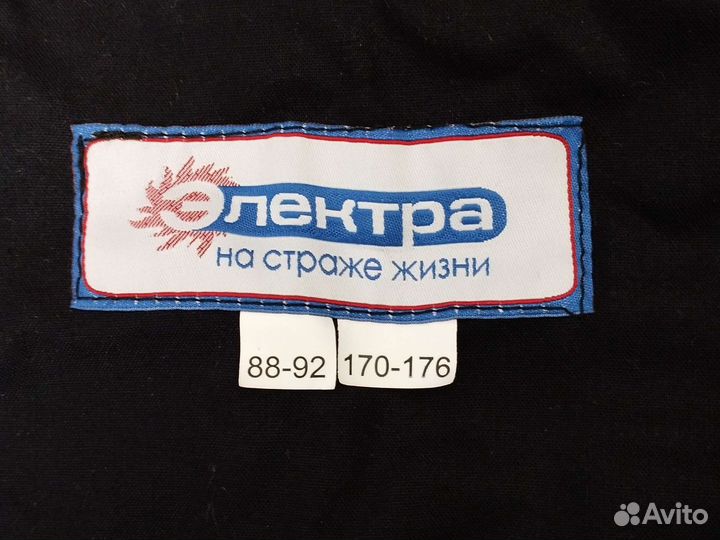 Электра
на страже жизни
88-92 170-176
Avito